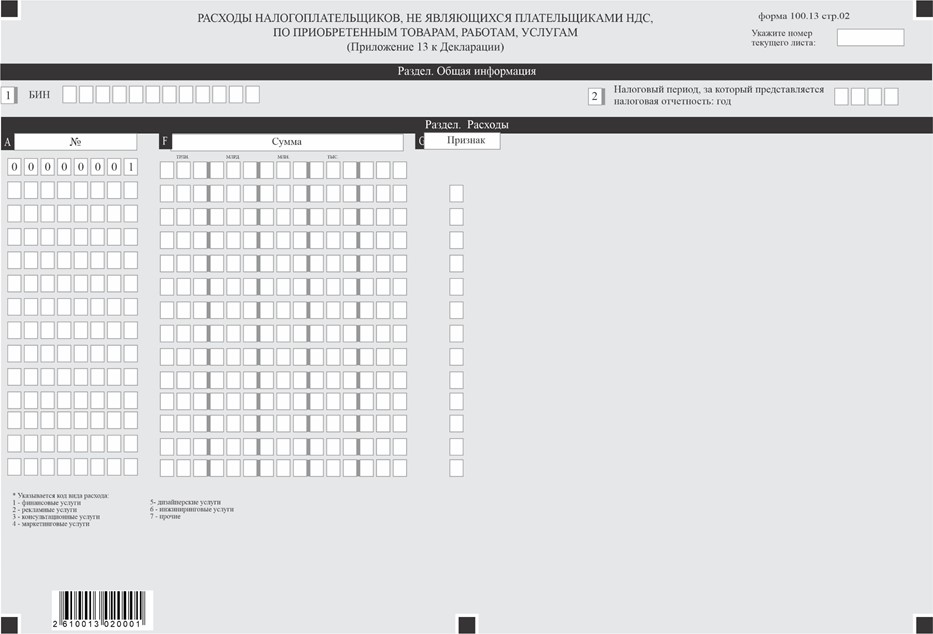 РАСХОДЫ НАЛОГОПЛАТЕЛЬЩИКОВ, НЕ ЯВЛЯЮЩИХСЯ ПЛАТЕЛЬЩИКАМИ НДС,
ПО ПРИОБРЕТЕННЫМ ТОВАРАМ, РАБОТАМ, УСЛУГАМ
(Приложение 13 к Декларации)
форма 100.13 стр.02
Укажите номер
текущего листа:
Раздел. Общая информация
1 БИН
2 Налоговый период, за который представляется
налоговая отчетность: год
Раздел. Расходы
A № F Сумма G Признак
трлн. млрд. млн. тыс.
0 0 0 0 0 0 0 1
* Указывается код вида расхода:
1 - финансовые услуги
2 - рекламные услуги
3 - консультационные услуги
4 - маркетинговые услуги
5- дизайнерские услуги
6 - инжиниринговые услуги
7 - прочие
2 610013 020001